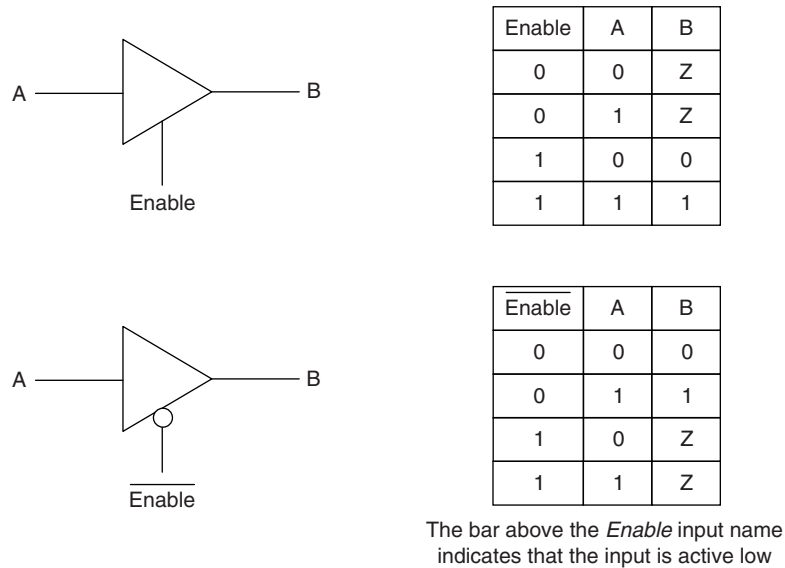 A
B
Enable
Enable A B
0 0 Z
0 1 Z
1 0 0
1 1 1
A
B
Enable
Enable A B
0 0 0
0 1 1
1 0 Z
1 1 Z
The bar above the Enable input name
indicates that the input is active low